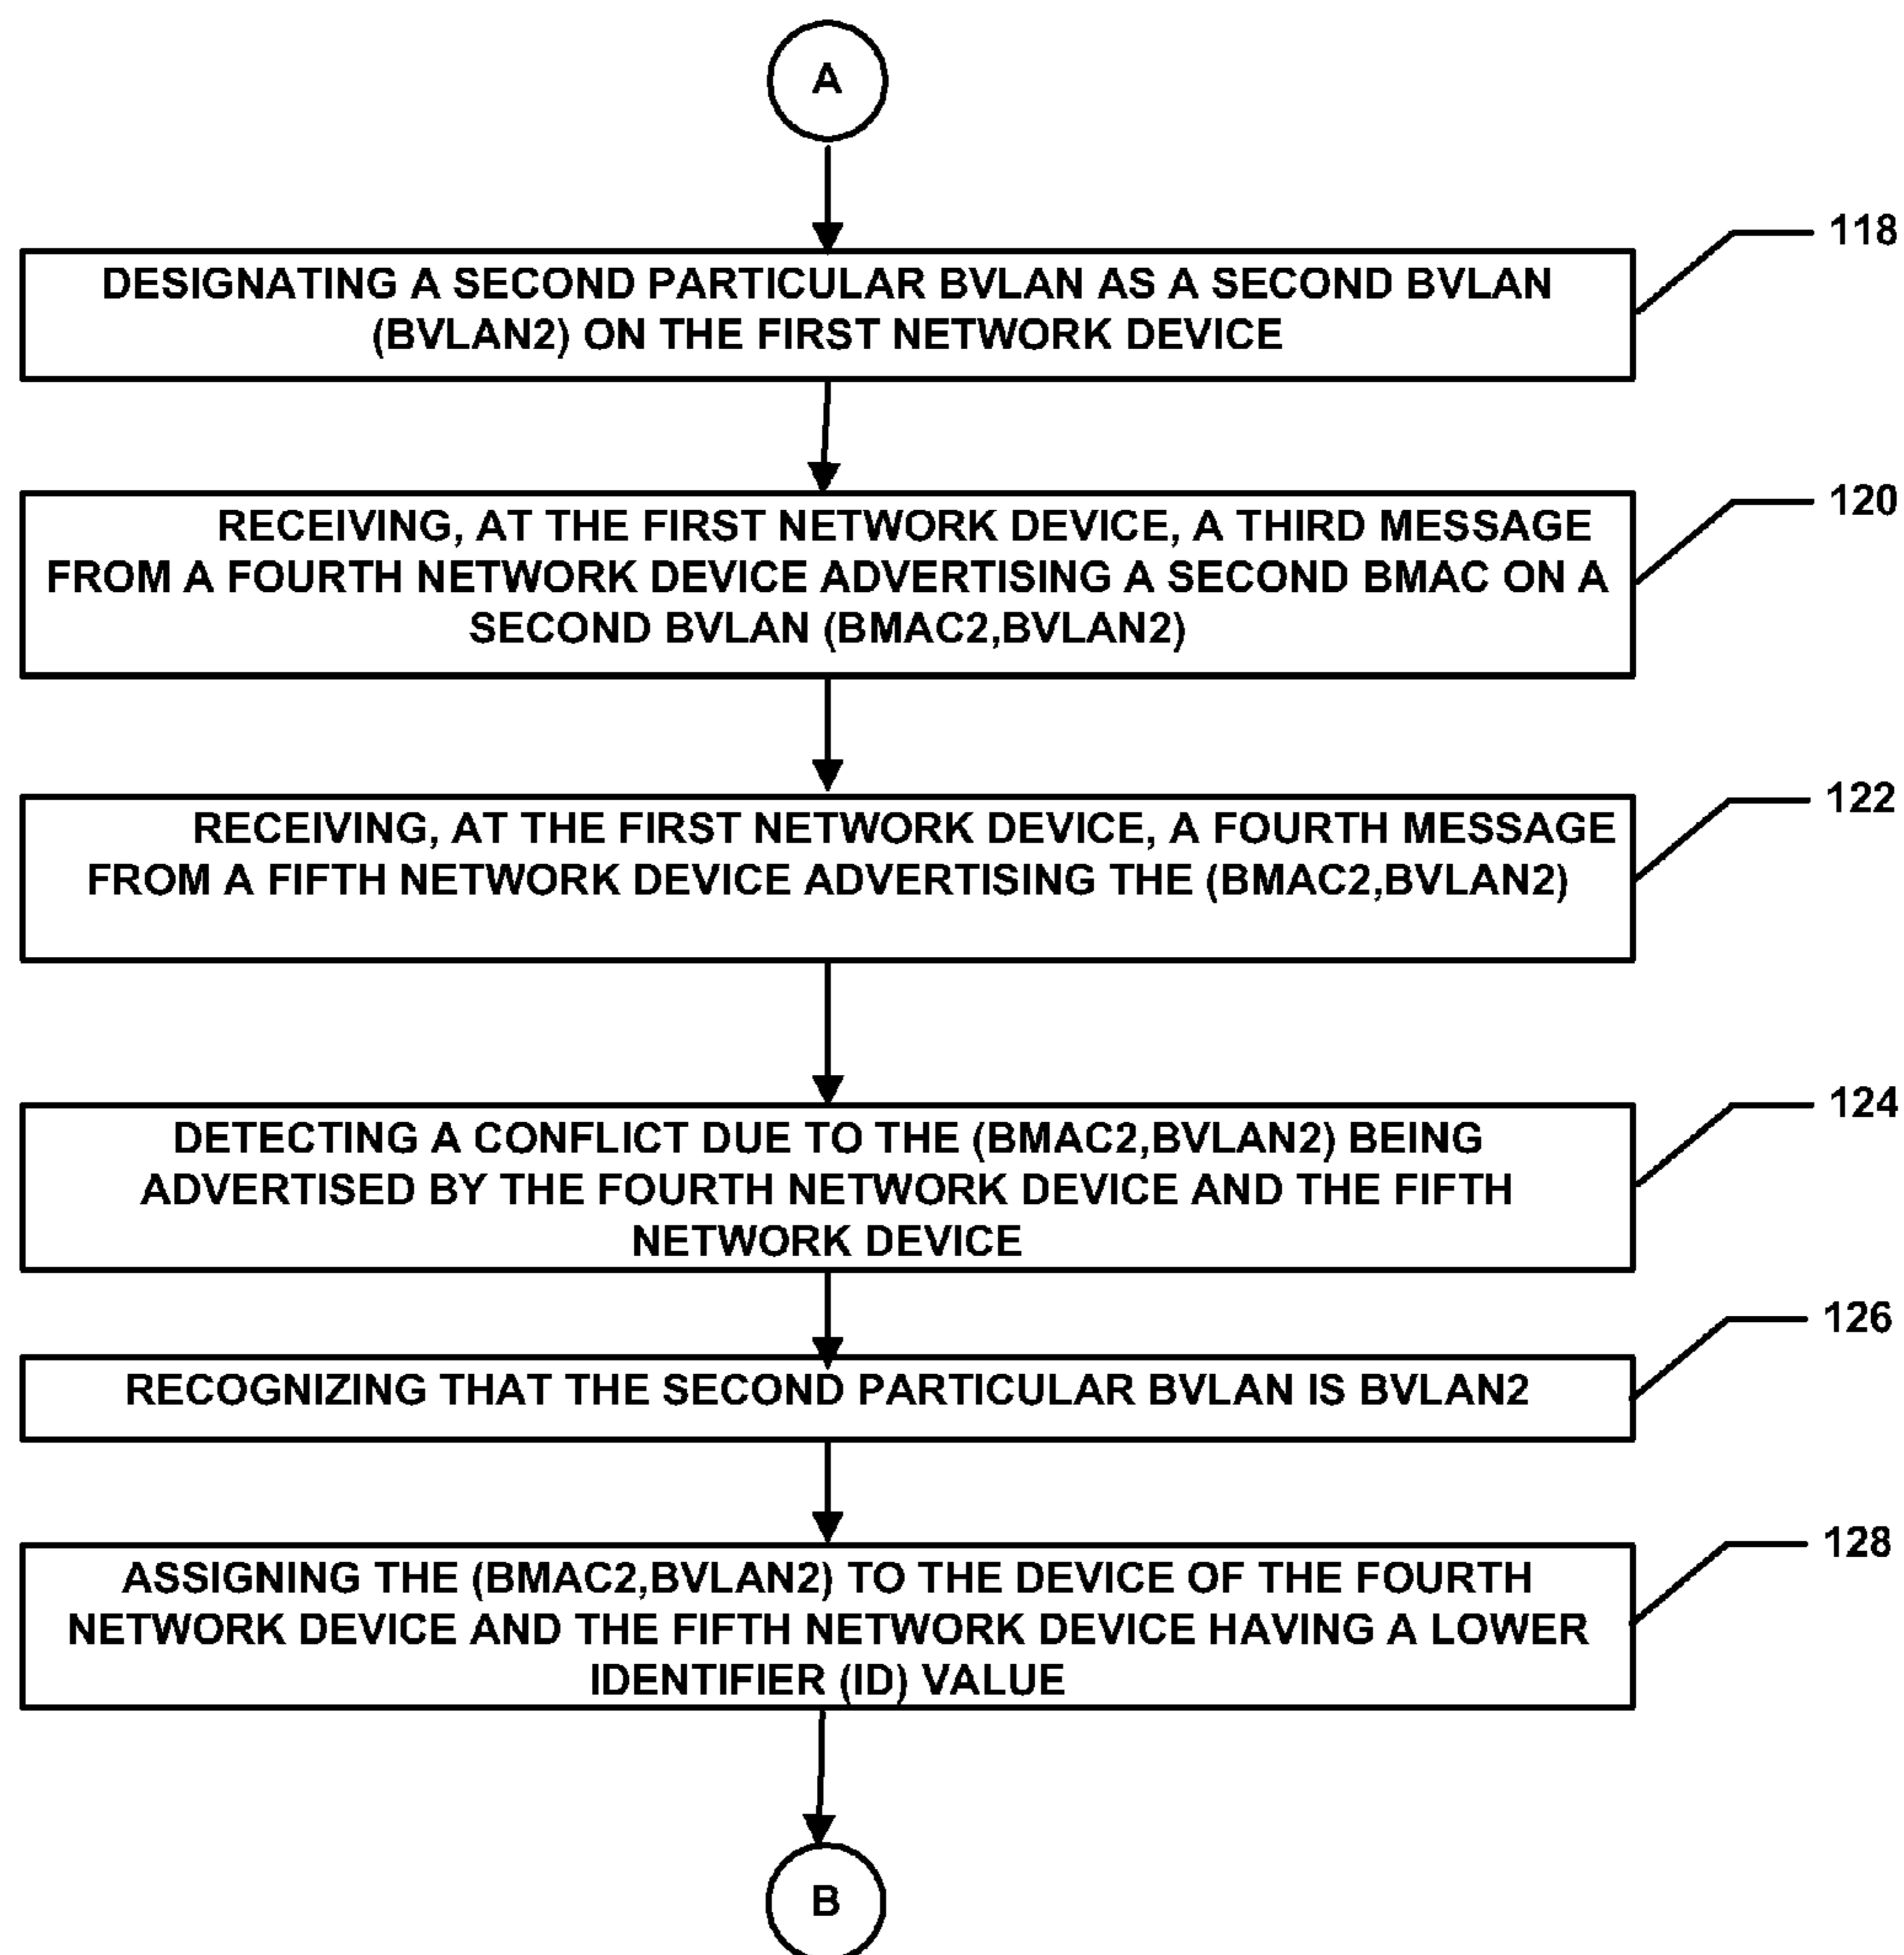 A
118
DESIGNATING A SECOND PARTICULAR BVLAN AS A SECOND BVLAN
(BVLAN2) ON THE FIRST NETWORK DEVICE
120
RECEIVING, AT THE FIRST NETWORK DEVICE, A THIRD MESSAGE
FROM A FOURTH NETWORK DEVICE ADVERTISING A SECOND BMAC ON A
SECOND BVLAN (BMAC2,BVLAN2)
122
RECEIVING, AT THE FIRST NETWORK DEVICE, A FOURTH MESSAGE
FROM A FIFTH NETWORK DEVICE ADVERTISING THE (BMAC2,BVLAN2)
124
DETECTING A CONFLICT DUE TO THE (BMAC2,BVLAN2) BEING
ADVERTISED BY THE FOURTH NETWORK DEVICE AND THE FIFTH
NETWORK DEVICE
126
RECOGNIZING THAT THE SECOND PARTICULAR BVLAN IS BVLAN2
128
ASSIGNING THE (BMAC2,BVLAN2) TO THE DEVICE OF THE FOURTH
NETWORK DEVICE AND THE FIFTH NETWORK DEVICE HAVING A LOWER
IDENTIFIER (ID) VALUE
B